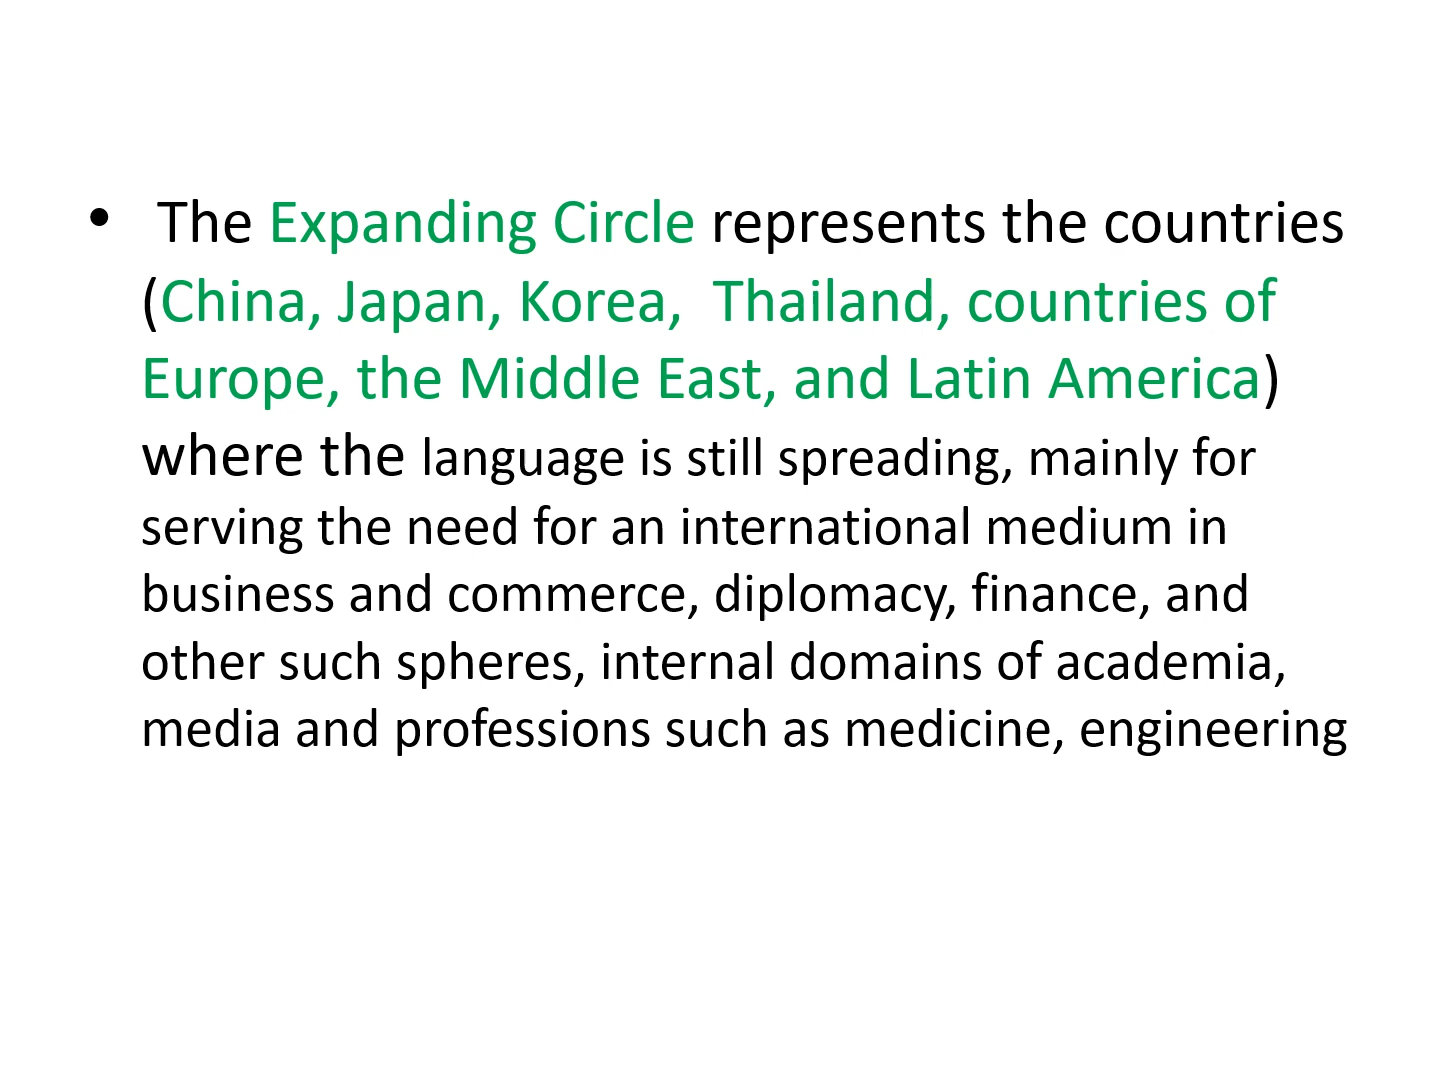 • The Expanding Circle represents the countries
(China, Japan, Korea,  Thailand, countries of
Europe, the Middle East, and Latin America)
where the language is still spreading, mainly for
serving the need for an international medium in
business and commerce, diplomacy, finance, and
other such spheres, internal domains of academia,
media and professions such as medicine, engineering